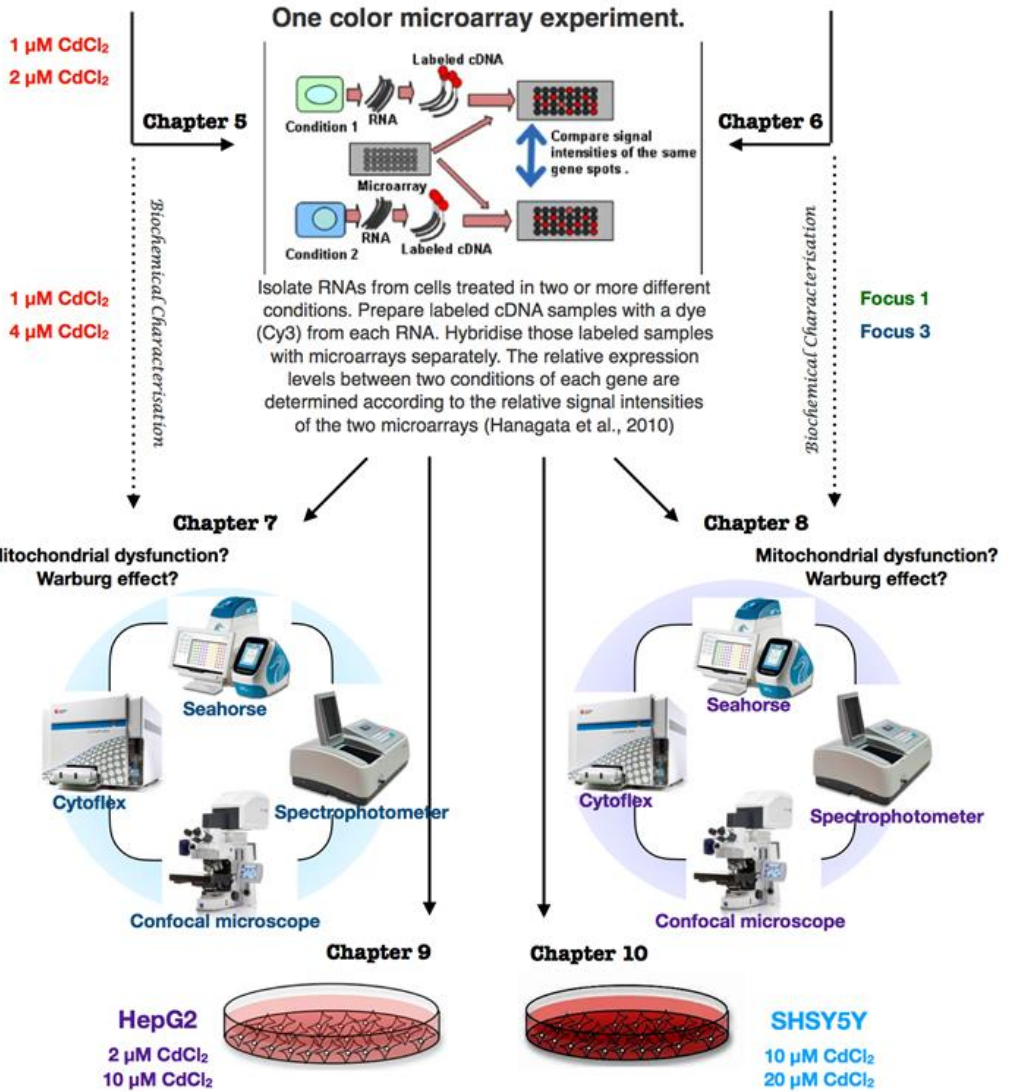 One color microarray experiment.
1 µM CdCl₂
2 µM CdCl₂
Chapter 5
Chapter 6
Labeled cDNA
RNA
Condition 1
Compare signal
intensities of the same
gene spots .
Microarray
RNA
Labeled cDNA
Condition 2
Biochemical Characterisation
Biochemical Characterisation
1 µM CdCl₂
4 µM CdCl₂
Focus 1
Focus 3
Isolate RNAs from cells treated in two or more different
conditions. Prepare labeled cDNA samples with a dye
(Cy3) from each RNA. Hybridise those labeled samples
with microarrays separately. The relative expression
levels between two conditions of each gene are
determined according to the relative signal intensities
of the two microarrays (Hanagata et al., 2010)
Chapter 7
itochondrial dysfunction?
Warburg effect?
Seahorse
Cytoflex
Spectrophotometer
Confocal microscope
Chapter 8
Mitochondrial dysfunction?
Warburg effect?
Seahorse
Cytoflex
Spectrophotometer
Confocal microscope
Chapter 9
Chapter 10
HepG2
2 µM CdCl₂
10 µM CdCl₂
SHSY5Y
10 µM CdCl₂
20 µM CdCl₂